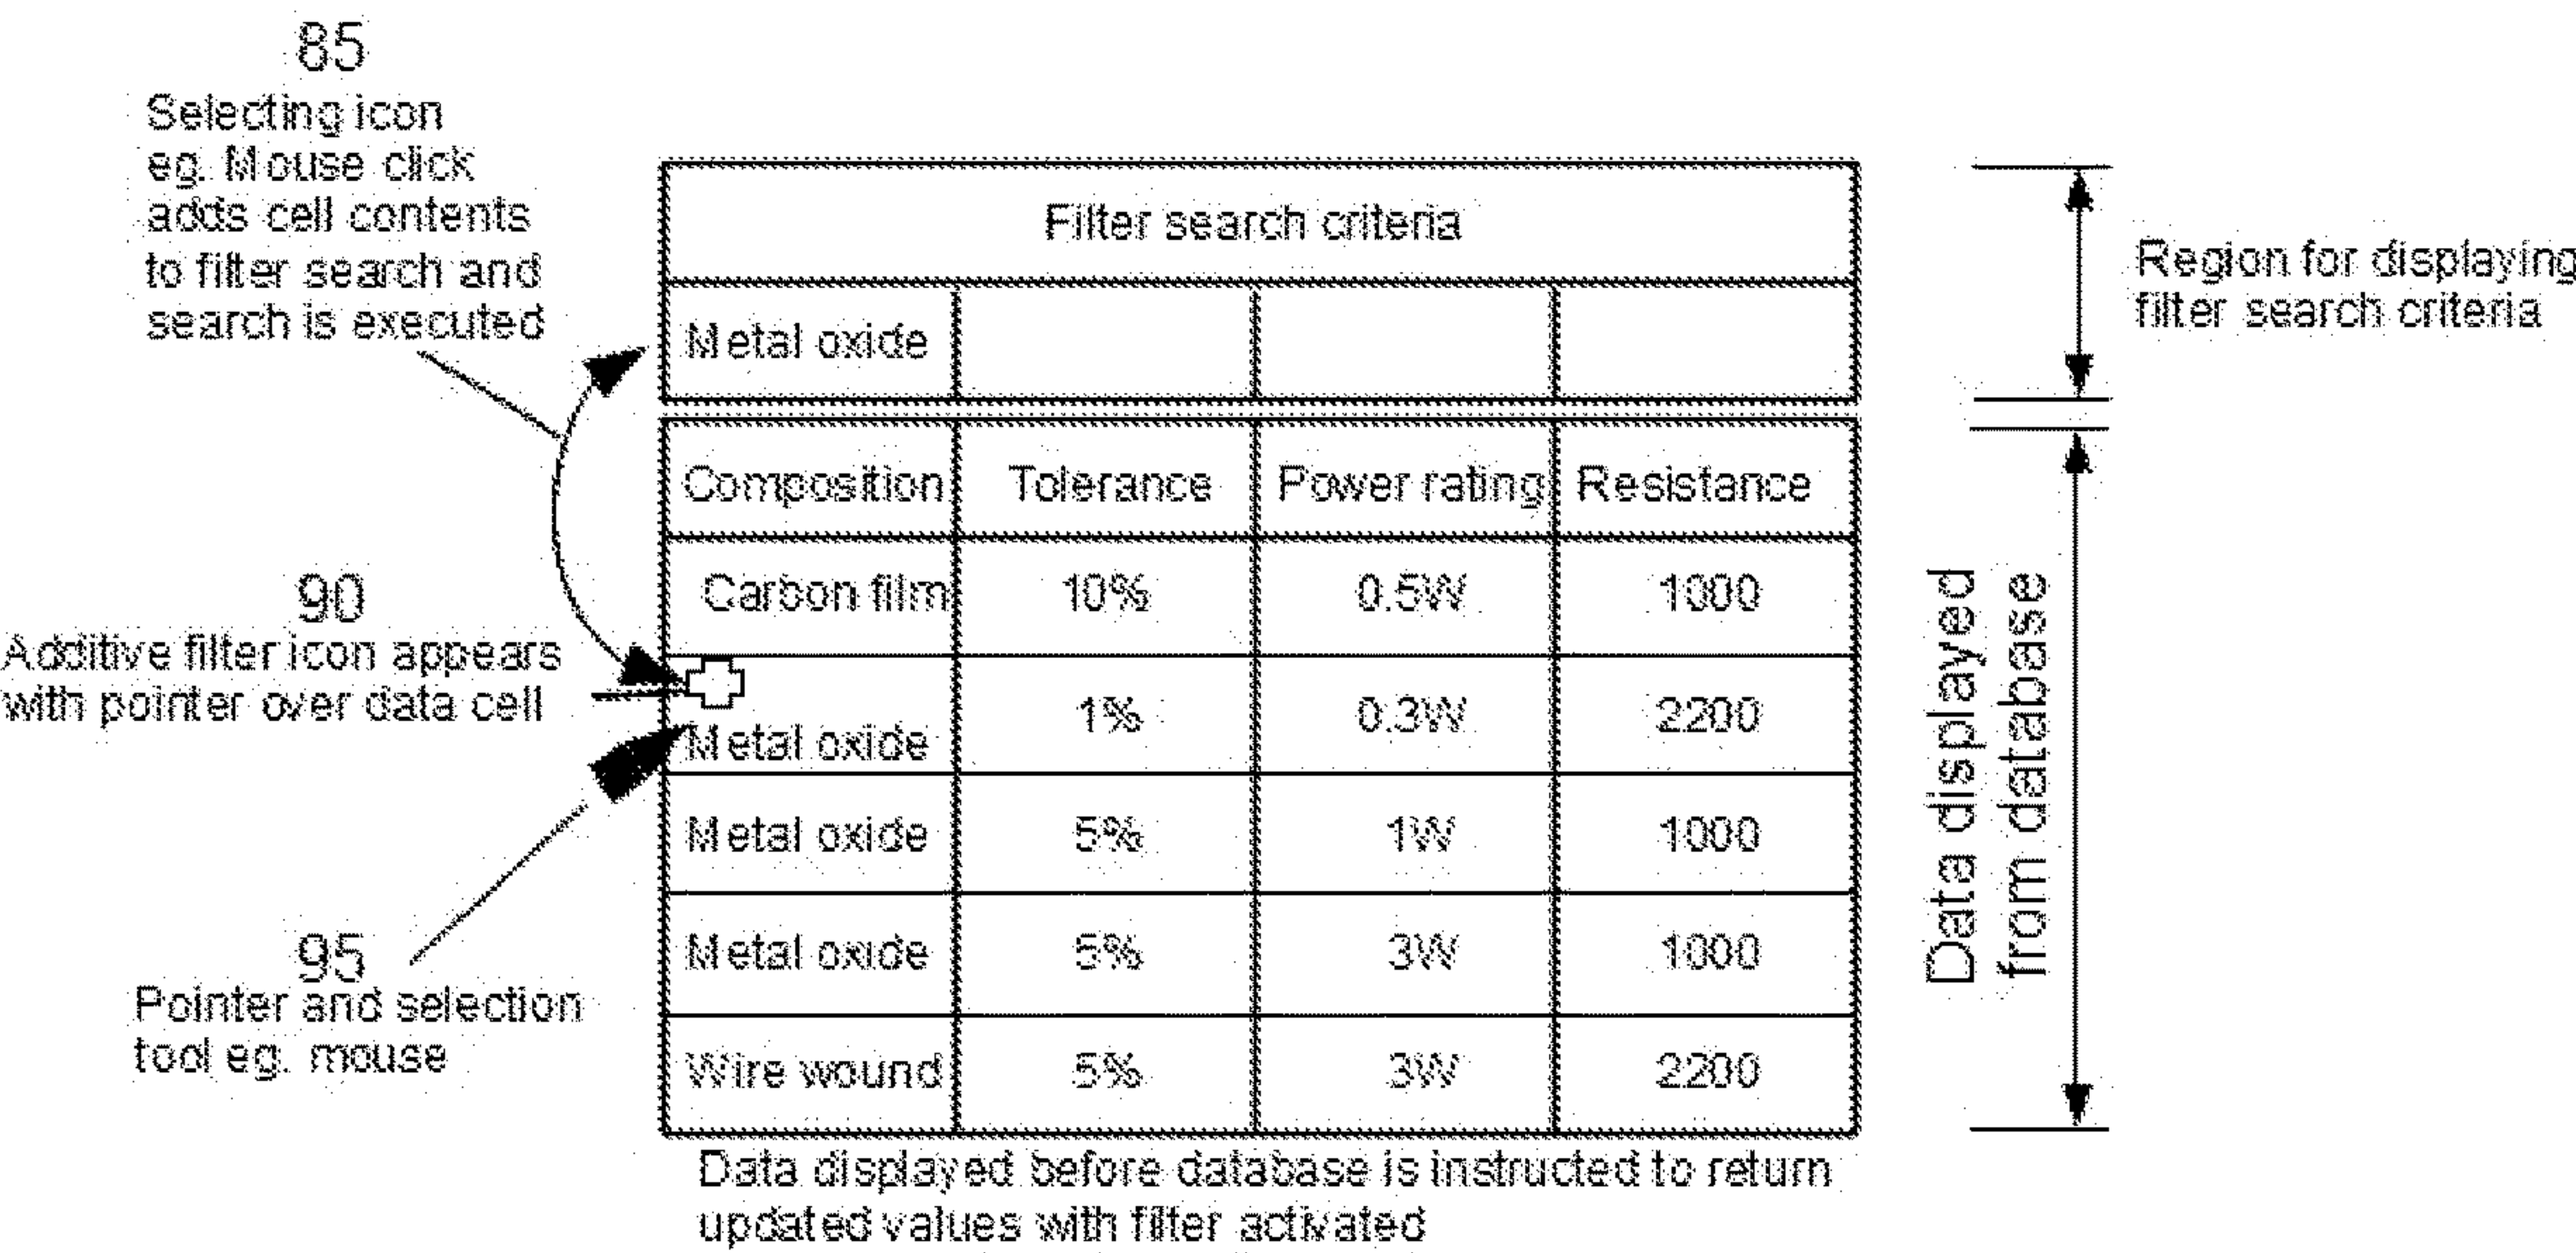 85
Selecting icon
eg. Mouse click
adds cell contents
to filter search and
search is executed
Filter search criteria
Metal oxide
Region for displaying
filter search criteria
Composition Tolerance Power rating Resistance
Carbon film 10% 0.5W 1000
90
Additive filter icon appears
with pointer over data cell
Metal oxide 1% 0.3W 2200
Metal oxide 5% 1W 1000
95
Pointer and selection
tool eg. mouse
Metal oxide 5% 3W 1000
Wire wound 5% 3W 2200
Data displayed
from database
Data displayed before database is instructed to return
updated values with filter activated